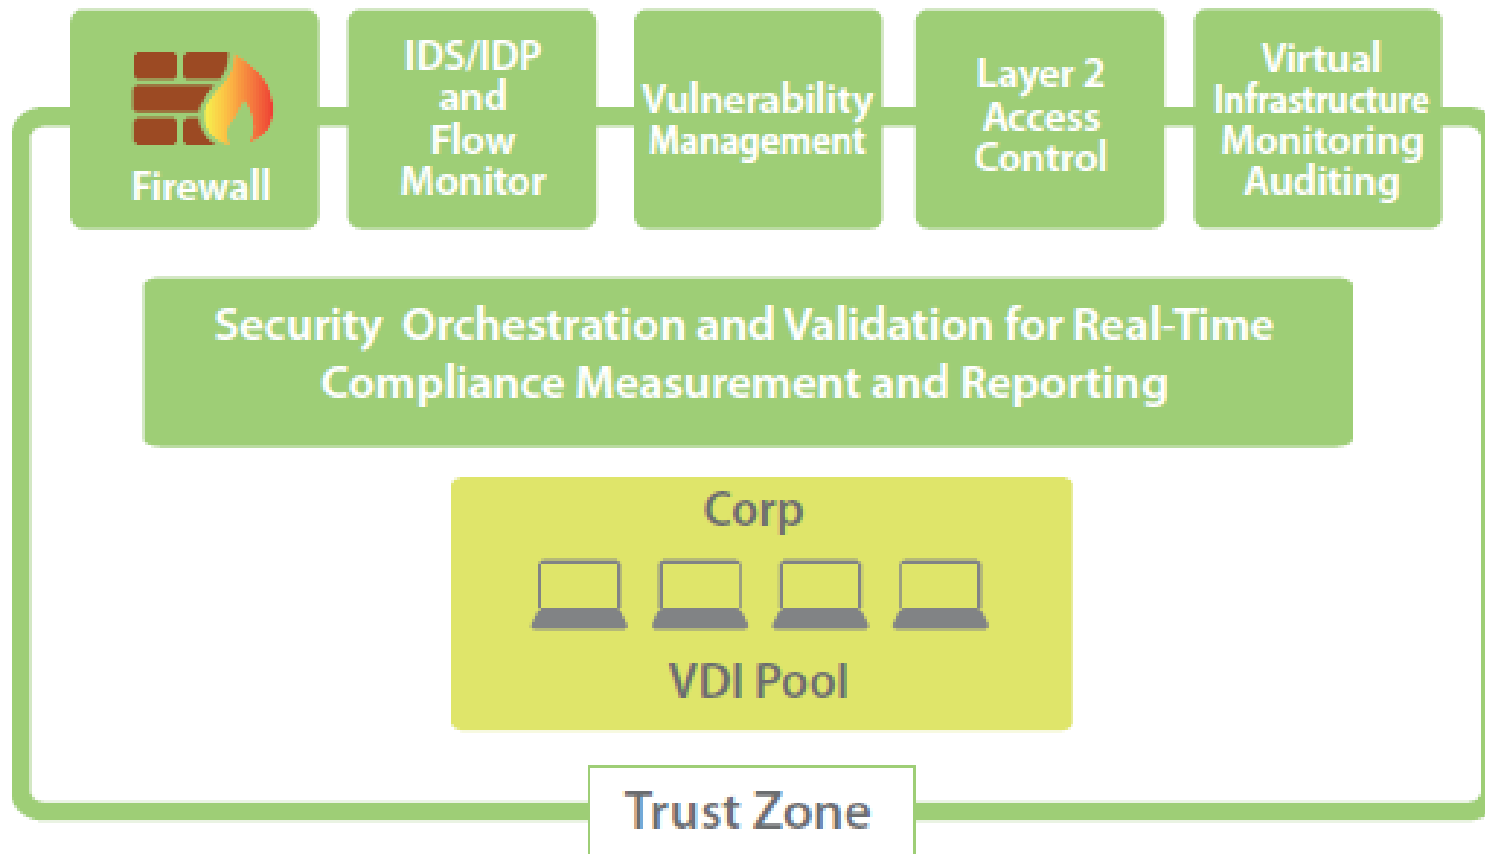 Firewall
IDS/IDP
and
Flow
Monitor
Vulnerability
Management
Layer 2
Access
Control
Virtual
Infrastructure
Monitoring
Auditing
Security Orchestration and Validation for Real-Time
Compliance Measurement and Reporting
Corp
VDI Pool
Trust Zone